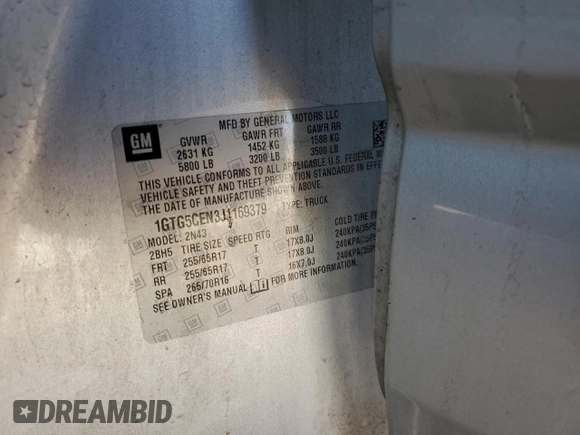 GM
MFD BY GENERAL MOTORS LLC
GVWR GAWR FRT GAWR RR
2631 KG 1452 KG 1588 KG
5800 LB 3200 LB 3500 LB
THIS VEHICLE CONFORMS TO ALL APPLICABLE U.S. FEDERAL M
VEHICLE SAFETY AND THEFT PREVENTION STANDARDS IN EFFE
DATE OF MANUFACTURE SHOWN
1GTG5CEN3J1169379 TYPE: TRUCK
MODEL: 2N43 COLD TIRE P
2BH5 TIRE SIZE SPEED RTG RIM
FRT 255/65R17 T 17X8.0J 240KPA(35P
RR 255/65R17 T 17X8.0J 240KPA(35P
SPA 265/70R16 T 16X7.0J 240KPA(35P
SEE OWNER'S MANUAL FOR MORE INFORMATION.
DREAMBID